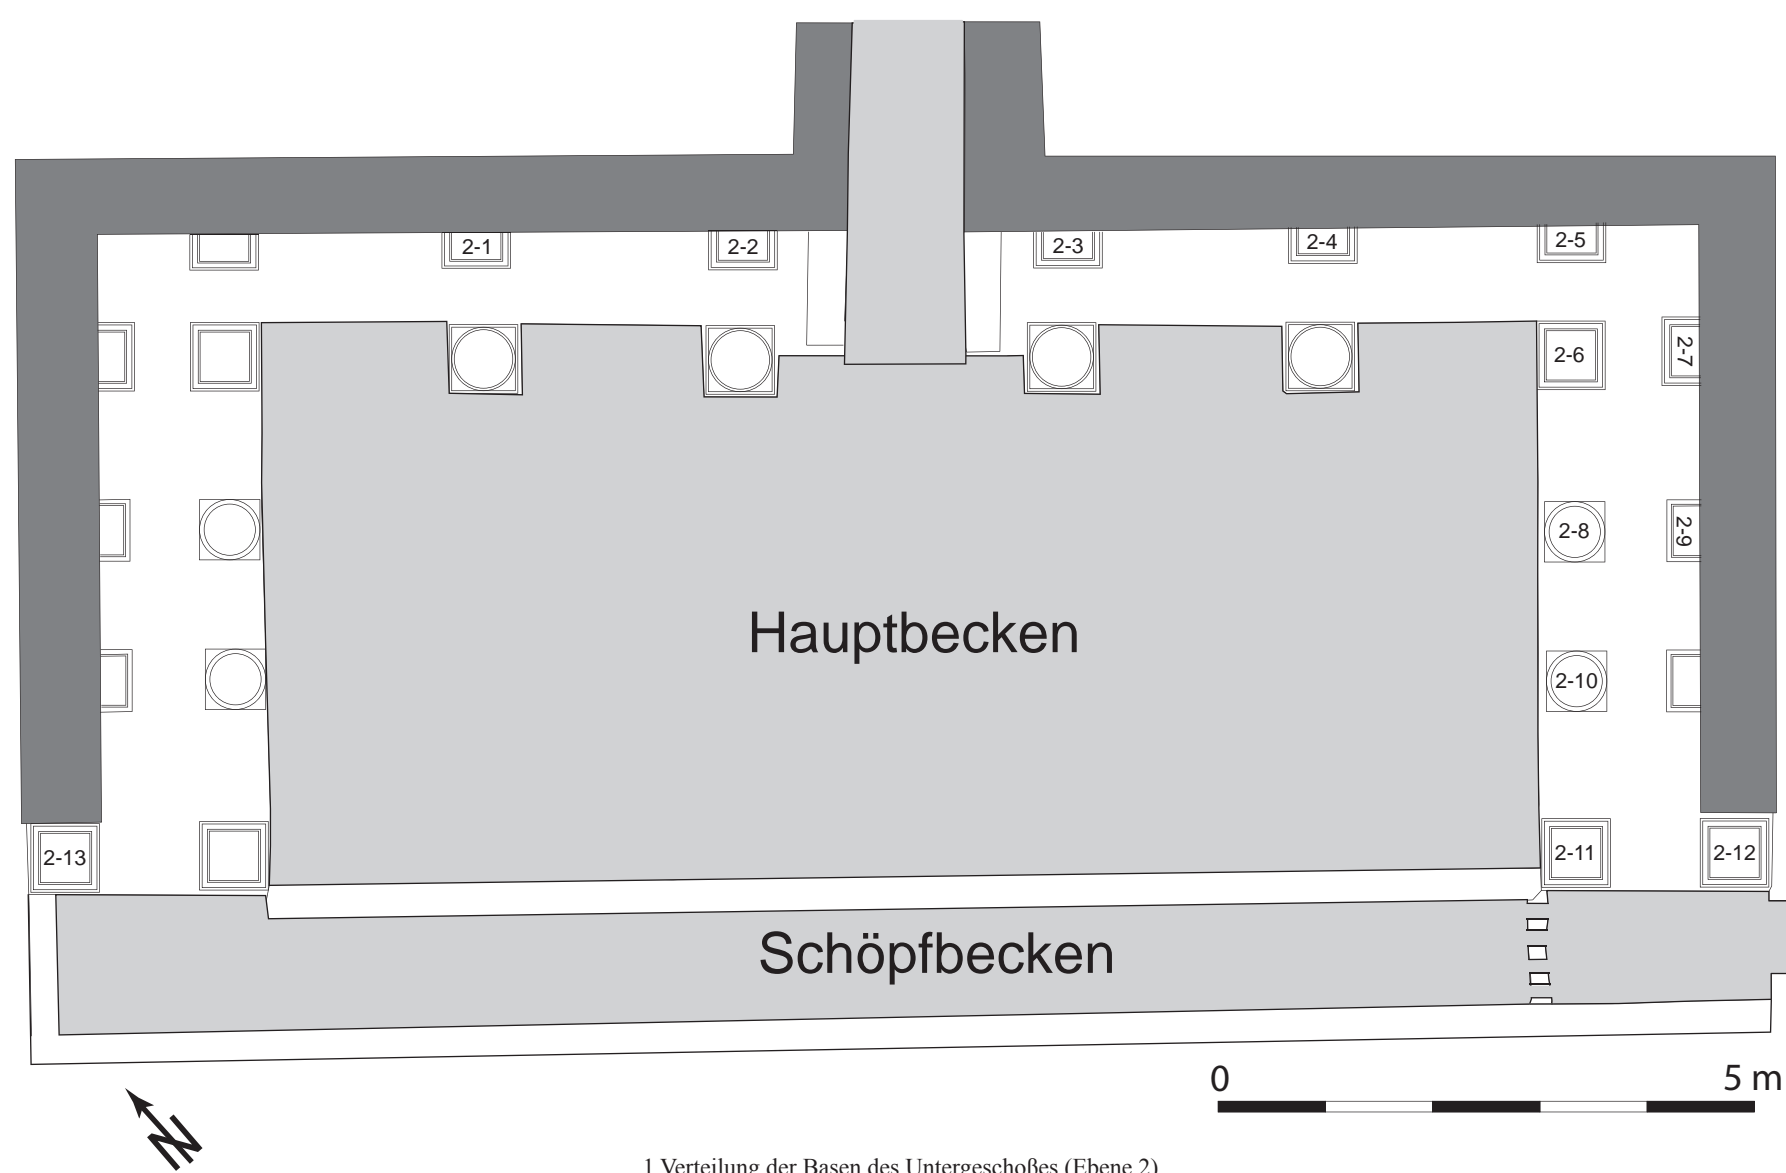 2-1 2-2 2-3 2-4 2-5
2-6 2-7
2-8 2-9
Hauptbecken
2-10
2-13 2-11 2-12
Schöpfbecken
0 5 m
N
1 Verteilung der Basen des Untergeschoßes (Ebene 2)